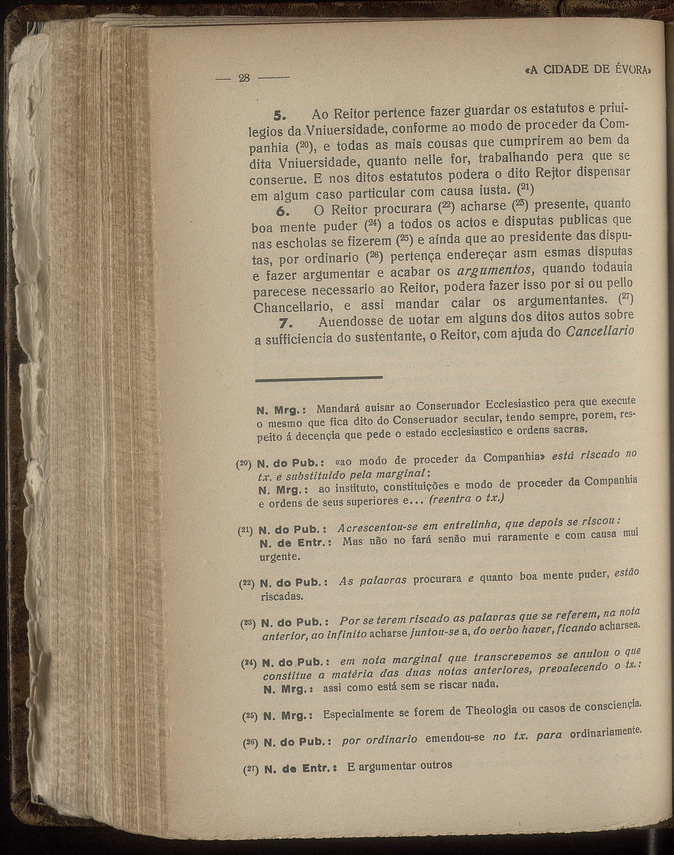 — 28 —
«A CIDADE DE ÉVORA»
5. Ao Reitor pertence fazer guardar os estatutos e priui-
legios da Vniuersidade, conforme ao modo de proceder da Com-
panhia (20), e todas as mais cousas que cumprirem ao bem da
dita Vniuersidade, quanto nelle for, trabalhando pera que se
conserue. E nos ditos estatutos podera o dito Rejtor dispensar
em algum caso particular com causa iusta. (21)
6. O Reitor procurara (22) acharse (23) presente, quanto
boa mente puder (24) a todos os actos e disputas publicas que
nas escholas se fizerem (25) e aínda que ao presidente das dispu-
tas, por ordinario (26) pertença endereçar asm esmas disputas
e fazer argumentar e acabar os argumentos, quando todauia
parecese necessario ao Reitor, podera fazer isso por si ou pello
Chancellario, e assi mandar calar os argumentantes. (27)
7. Auendosse de uotar em alguns dos ditos autos sobre
a sufficiencia do sustentante, o Reitor, com ajuda do Cancellario
N. Mrg.: Mandará auisar ao Conseruador Ecclesiastico pera que execute
o mesmo que fica dito do Conseruador secular, tendo sempre, porem, res-
peito á decençia que pede o estado ecclesiastico e ordens sacras.
(20) N. do Pub.: «ao modo de proceder da Companhia» está riscado no
tx. e substituido pela marginal:
N. Mrg.: ao instituto, constituições e modo de proceder da Companhia
e ordens de seus superiores e... (reentra o tx.)
(21) N. do Pub.: Acrescentou-se em entrelinha, que depois se riscou:
N. de Entr.: Mas não no fará senão mui raramente e com causa mui
urgente.
(22) N. do Pub.: As palavras procurara e quanto boa mente puder, estão
riscadas.
(23) N. do Pub.: Por se terem riscado as palavras que se referem, na nota
anterior, ao infinito acharse juntou-se a, do verbo haver, ficando acharsea.
(24) N. do Pub.: em nota marginal que transcrevemos se anulou o que
constitue a matéria das duas notas anteriores, prevalecendo o tx.:
N. Mrg.: assi como está sem se riscar nada.
(25) N. Mrg.: Especialmente se forem de Theologia ou casos de consciençia.
(26) N. do Pub.: por ordinario emendou-se no tx. para ordinariamente.
(27) N. de Entr.: E argumentar outros